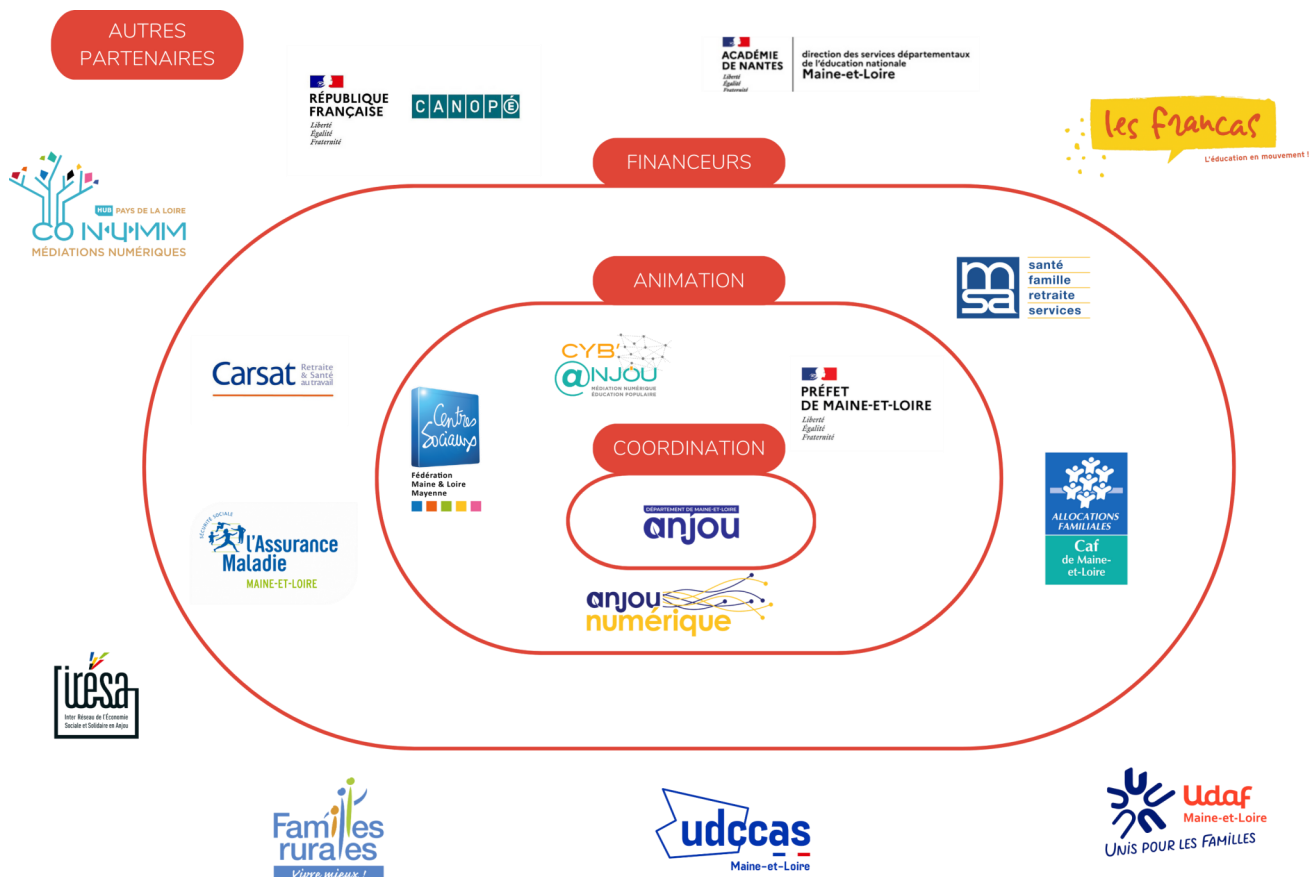 AUTRES
PARTENAIRES
RÉPUBLIQUE
FRANÇAISE
Liberté
Égalité
Fraternité
CANOPÉ
ACADÉMIE
DE NANTES
Liberté
Égalité
Fraternité
direction des services départementaux
de l'éducation nationale
Maine-et-Loire
les francas
L'éducation en mouvement !
HUB PAYS DE LA LOIRE
CONUMM
MÉDIATIONS NUMÉRIQUES
FINANCEURS
msa
santé
famille
retraite
services
ANIMATION
Carsat
Retraite
& Santé
au travail
CYB'
@NJOU
MÉDIATION NUMÉRIQUE
ÉDUCATION POPULAIRE
PRÉFET
DE MAINE-ET-LOIRE
Liberté
Égalité
Fraternité
Centres
Sociaux
Fédération
Maine & Loire
Mayenne
COORDINATION
DÉPARTEMENT DE MAINE-ET-LOIRE
anjou
ALLOCATIONS
FAMILIALES
Caf
de Maine-
et-Loire
SÉCURITÉ SOCIALE
l'Assurance
Maladie
MAINE-ET-LOIRE
anjou
numérique
irésa
Inter Réseau de l'Économie
Sociale et Solidaire en Anjou
Familles
rurales
Vivre mieux !
udccas
Maine-et-Loire
Udaf
Maine-et-Loire
UNIS POUR LES FAMILLES